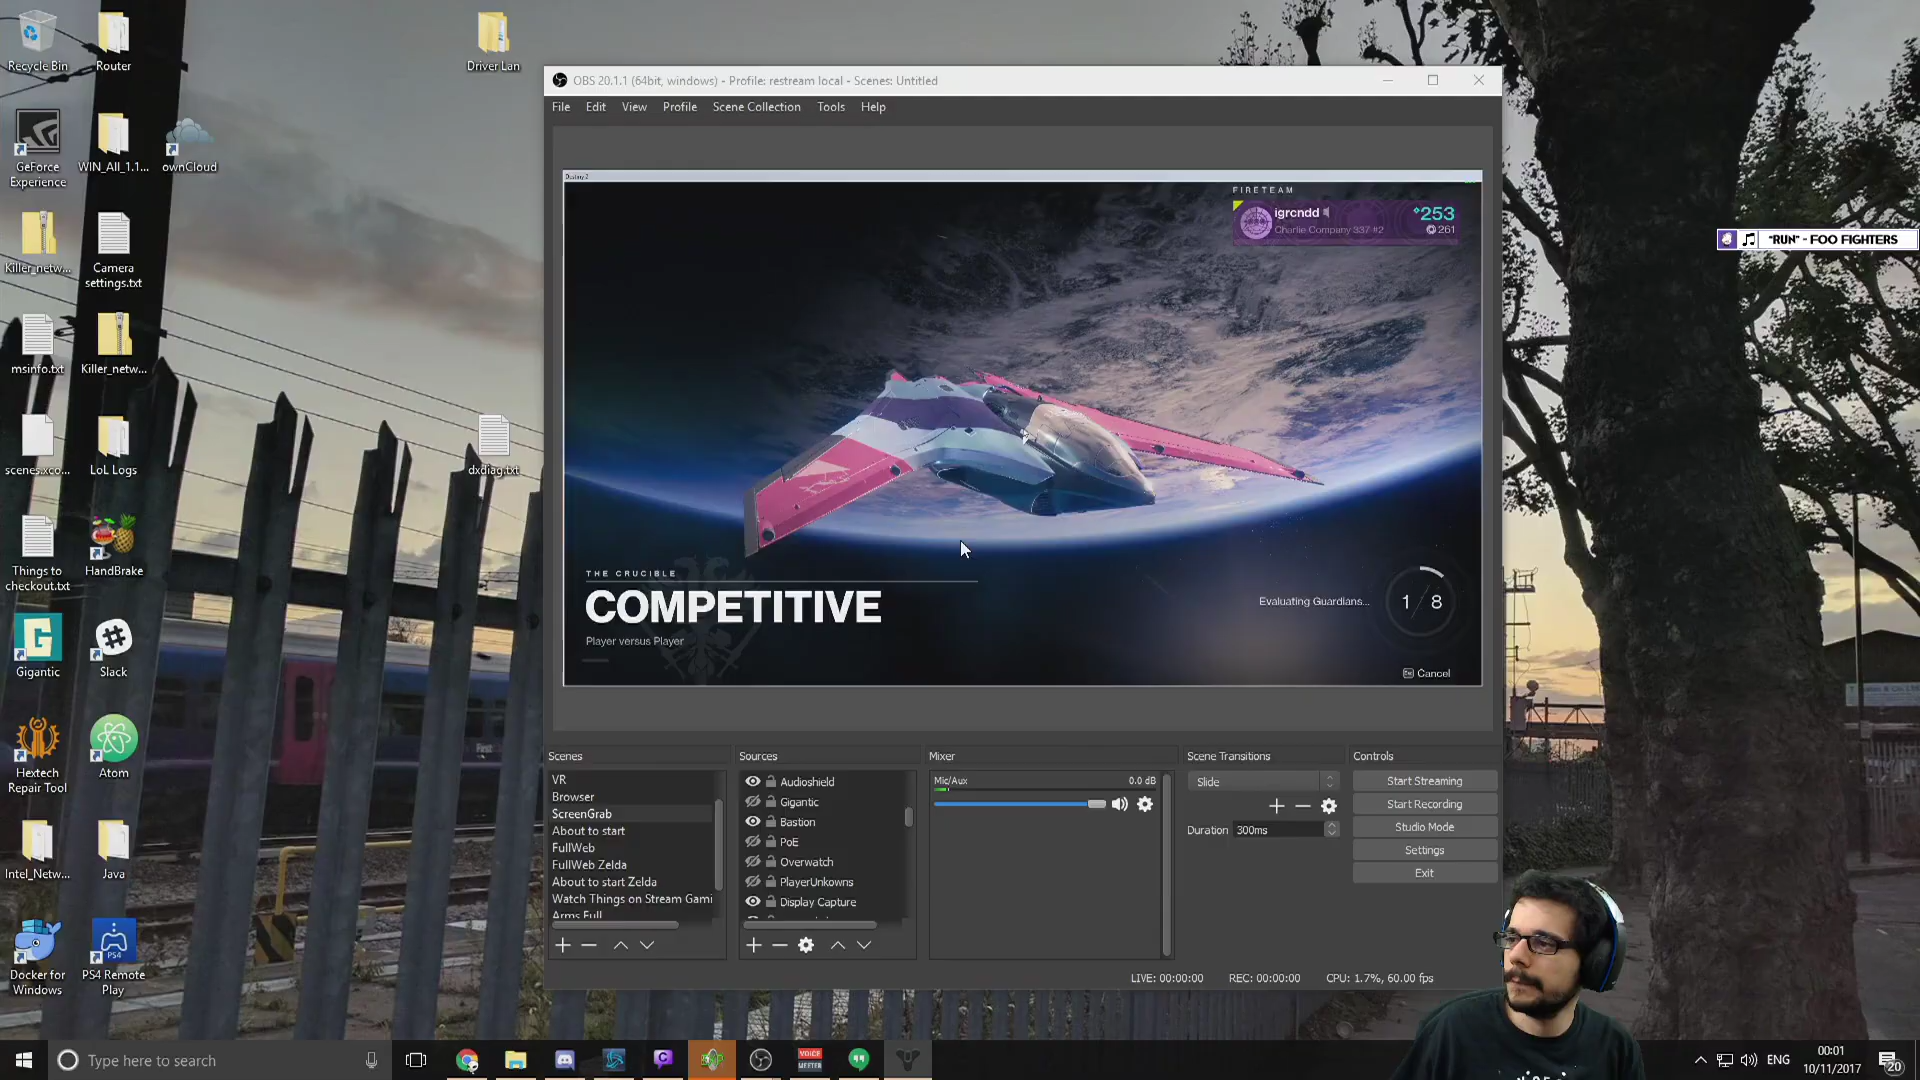 Recycle Bin
Router
Driver Lan
GeForce Experience
WIN_All_1.1...
ownCloud
Killer_netw...
Camera settings.txt
msinfo.txt
Killer_netw...
scenes.xco...
LoL Logs
dxdiag.txt
Things to checkout.txt
HandBrake
Gigantic
Slack
Hextech Repair Tool
Atom
Intel_Netw...
Java
Docker for Windows
PS4 Remote Play
OBS 20.1.1 (64bit, windows) - Profile: restream local - Scenes: Untitled
File Edit View Profile Scene Collection Tools Help
Destiny 2
FIRETEAM
igrcndd
253
Charlie Company 337 #2
261
THE CRUCIBLE
COMPETITIVE
Player versus Player
Evaluating Guardians...
1 / 8
Cancel
"RUN" - FOO FIGHTERS
Scenes
VR
Browser
ScreenGrab
About to start
FullWeb
FullWeb Zelda
About to start Zelda
Watch Things on Stream Gami
Arms Full
Sources
Audioshield
Gigantic
Bastion
PoE
Overwatch
PlayerUnkowns
Display Capture
Mixer
Mic/Aux
0.0 dB
Scene Transitions
Slide
Duration 300ms
Controls
Start Streaming
Start Recording
Studio Mode
Settings
Exit
LIVE: 00:00:00 REC: 00:00:00 CPU: 1.7%, 60.00 fps
Type here to search
VOICE MEETER
ENG
00:01
10/11/2017
20